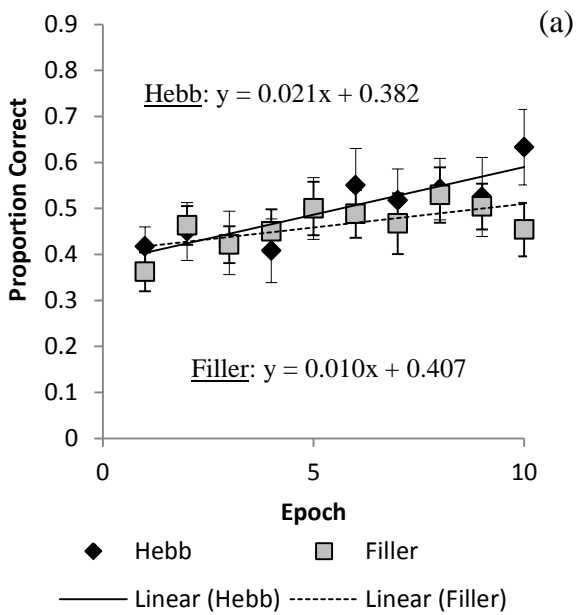 (a)
0.9
0.8
0.7
0.6
0.5
0.4
0.3
0.2
0.1
0
Proportion Correct
Hebb: y = 0.021x + 0.382
Filler: y = 0.010x + 0.407
0 5 10
Epoch
Hebb Filler
Linear (Hebb) Linear (Filler)